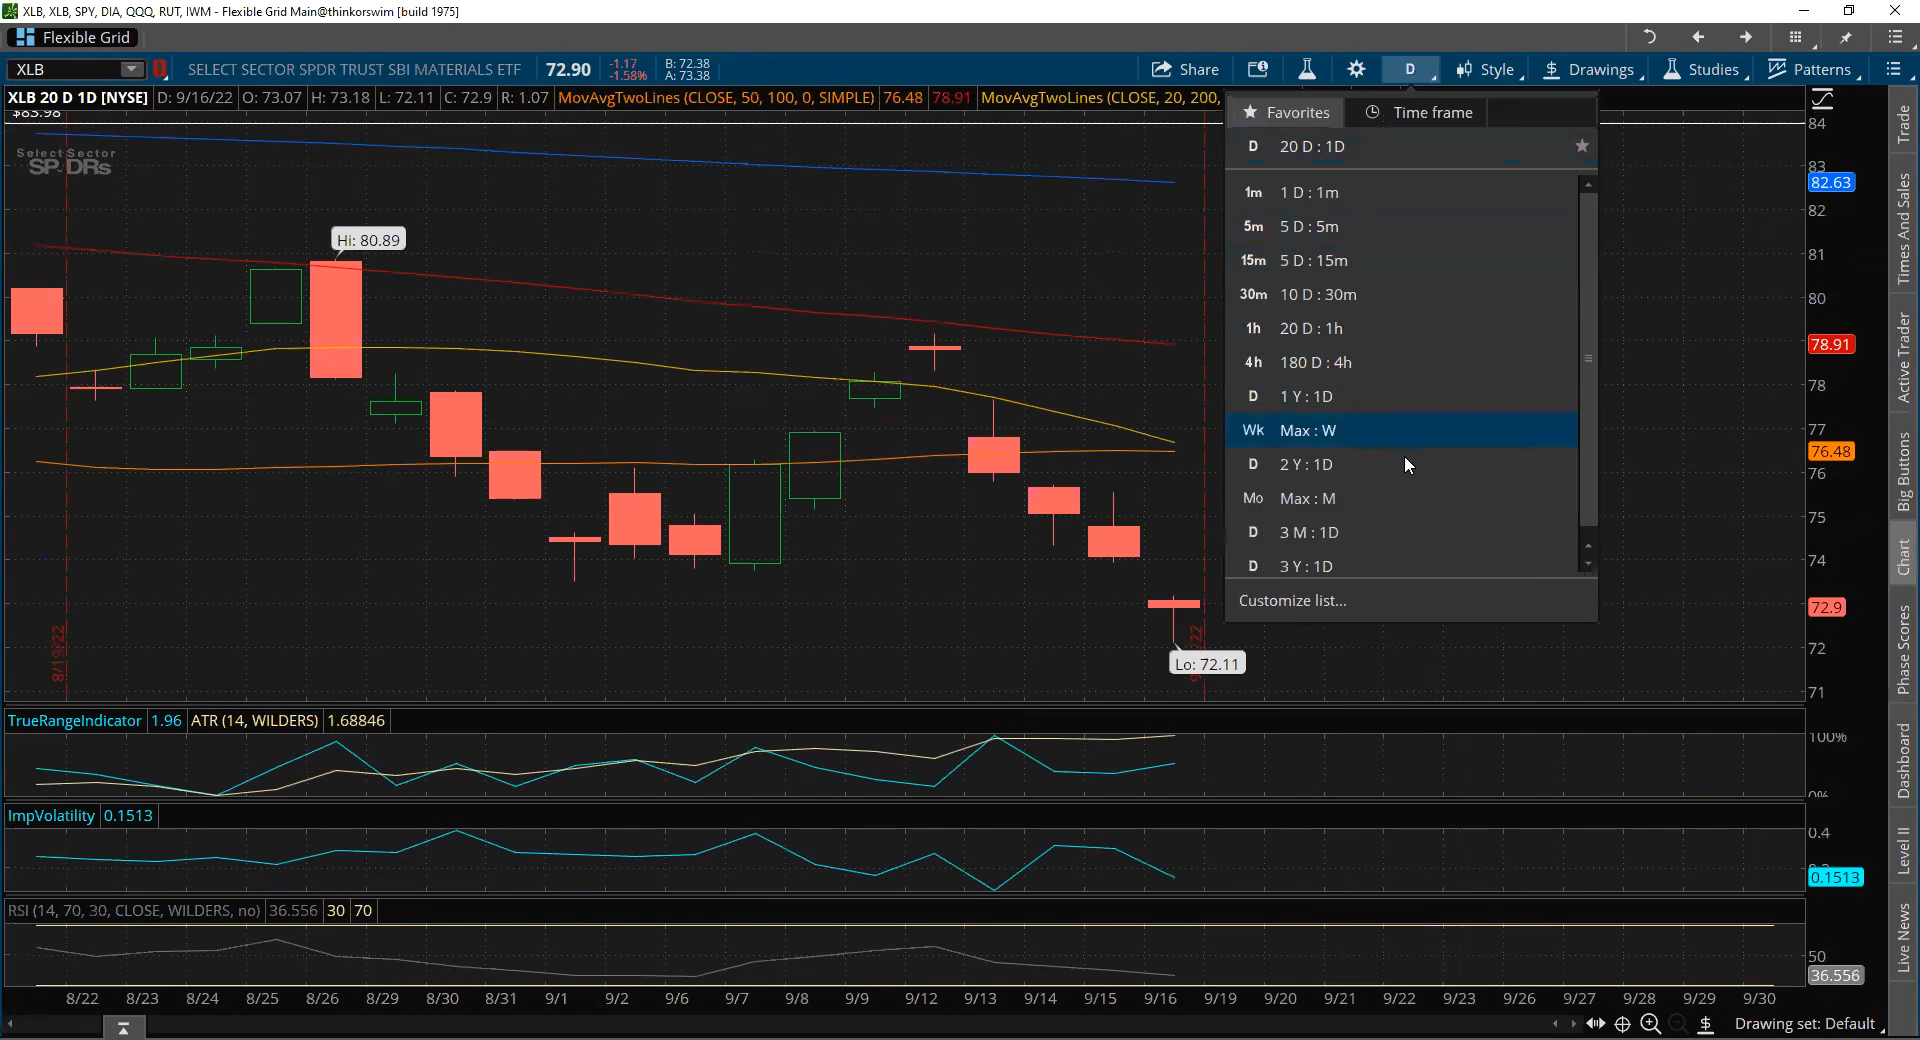 XLB, XLB, SPY, DIA, QQQ, RUT, IWM - Flexible Grid Main@thinkorswim [build 1975]
Flexible Grid
XLB
SELECT SECTOR SPDR TRUST SBI MATERIALS ETF
72.90
-1.17
-1.58%
B: 72.38
A: 73.38
Share
D
Style
Drawings
Studies
Patterns
XLB 20 D 1D [NYSE]
D: 9/16/22
O: 73.07
H: 73.18
L: 72.11
C: 72.9
R: 1.07
MovAvgTwoLines (CLOSE, 50, 100, 0, SIMPLE)
76.48
78.91
MovAvgTwoLines (CLOSE, 20, 200,
$83.98
Select Sector
SPDRs
Hi: 80.89
Lo: 72.11
8/19/22
Favorites
Time frame
D 20 D : 1D
1m 1 D : 1m
5m 5 D : 5m
15m 5 D : 15m
30m 10 D : 30m
1h 20 D : 1h
4h 180 D : 4h
D 1 Y : 1D
Wk Max : W
D 2 Y : 1D
Mo Max : M
D 3 M : 1D
D 3 Y : 1D
Customize list...
84
83
82.63
82
81
80
78.91
78
77
76.48
76
75
74
72.9
72
71
TrueRangeIndicator
1.96
ATR (14, WILDERS)
1.68846
100%
0%
ImpVolatility
0.1513
0.4
0.1513
RSI (14, 70, 30, CLOSE, WILDERS, no)
36.556
30
70
50
36.556
8/22
8/23
8/24
8/25
8/26
8/29
8/30
8/31
9/1
9/2
9/6
9/7
9/8
9/9
9/12
9/13
9/14
9/15
9/16
9/19
9/20
9/21
9/22
9/23
9/26
9/27
9/28
9/29
9/30
Drawing set: Default
Trade
Times And Sales
Active Trader
Big Buttons
Chart
Phase Scores
Dashboard
Level II
Live News